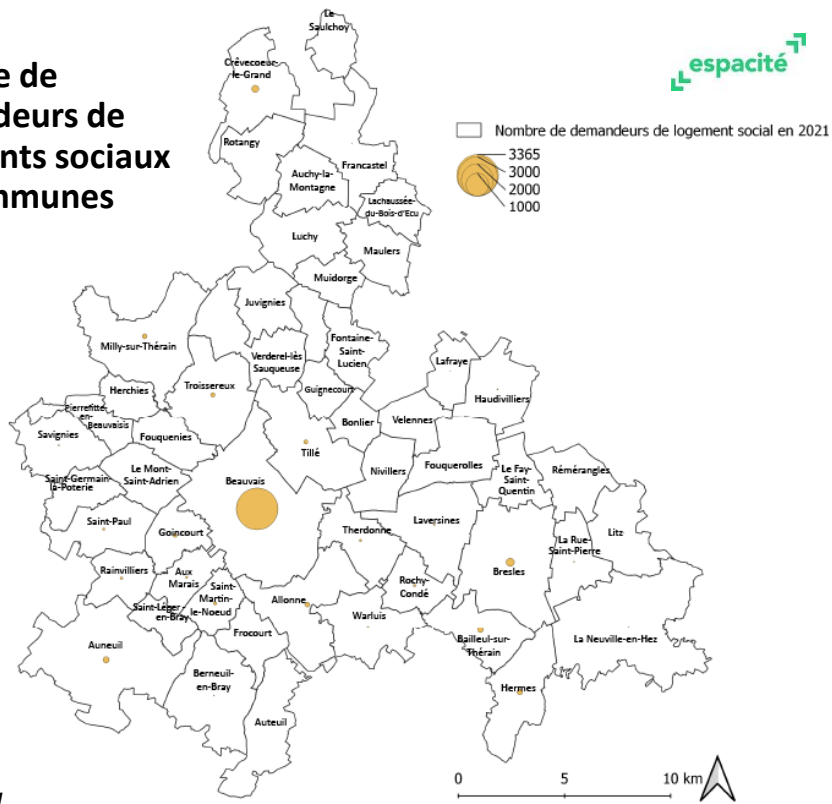 e de
deurs de
nts sociaux
mmunes
espacité
Nombre de demandeurs de logement social en 2021
3365
3000
2000
1000
Le
Saulchoy
Crèvecoeur-
le-Grand
Rotangy
Francastel
Auchy-la-
Montagne
Lachaussée-
du-Bois-d'Ecu
Luchy
Maulers
Muidorge
Juvignies
Milly-sur-Thérain
Fontaine-
Saint-
Lucien
Verderel-lès
Sauqueuse
Lafraye
Herchies
Troissereux
Guignecourt
Haudivilliers
Pierrefitte-
en-
Beauvaisis
Savignies
Fouquenies
Bonlier
Velennes
Tillé
Le Mont-
Saint-Adrien
Nivillers
Fouquerolles
Le Fay-
Saint-
Quentin
Rémérangles
Saint-Germain-
la-Poterie
Beauvais
Saint-Paul
Goincourt
Therdonne
Laversines
La Rue-
Saint-Pierre
Litz
Rainvilliers
Aux
Marais
Saint-
Martin-
le-Noeud
Rochy-
Condé
Bresles
Saint-Léger-
en-Bray
Allonne
Warluis
Frocourt
Bailleul-sur-
Thérain
La Neuville-en-Hez
Auneuil
Berneuil-
en-Bray
Hermes
Auteuil
0 5 10 km